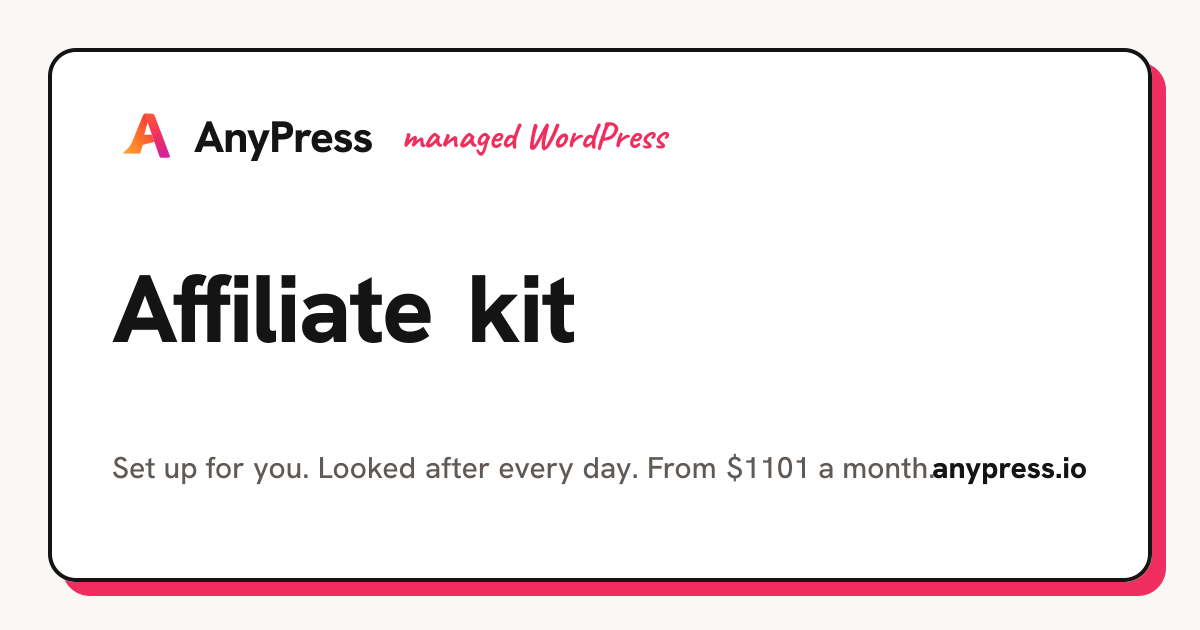 AnyPress managed WordPress
Affiliate kit
Set up for you. Looked after every day. From $1101 a month.anypress.io